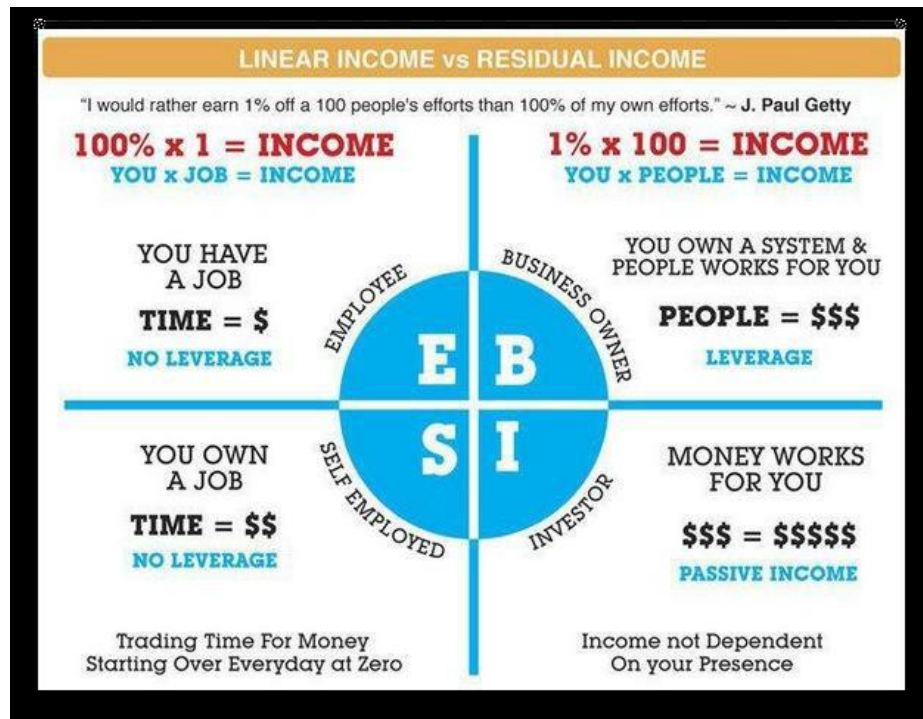 LINEAR INCOME vs RESIDUAL INCOME
"I would rather earn 1% off a 100 people's efforts than 100% of my own efforts." ~ J. Paul Getty
100% x 1 = INCOME
YOU x JOB = INCOME
1% x 100 = INCOME
YOU x PEOPLE = INCOME
YOU HAVE
A JOB
TIME = $
NO LEVERAGE
EMPLOYEE
E
BUSINESS OWNER
B
YOU OWN A SYSTEM &
PEOPLE WORKS FOR YOU
PEOPLE = $$$
LEVERAGE
YOU OWN
A JOB
TIME = $$
NO LEVERAGE
SELF EMPLOYED
S
INVESTOR
I
MONEY WORKS
FOR YOU
$$$ = $$$$$
PASSIVE INCOME
Trading Time For Money
Starting Over Everyday at Zero
Income not Dependent
On your Presence